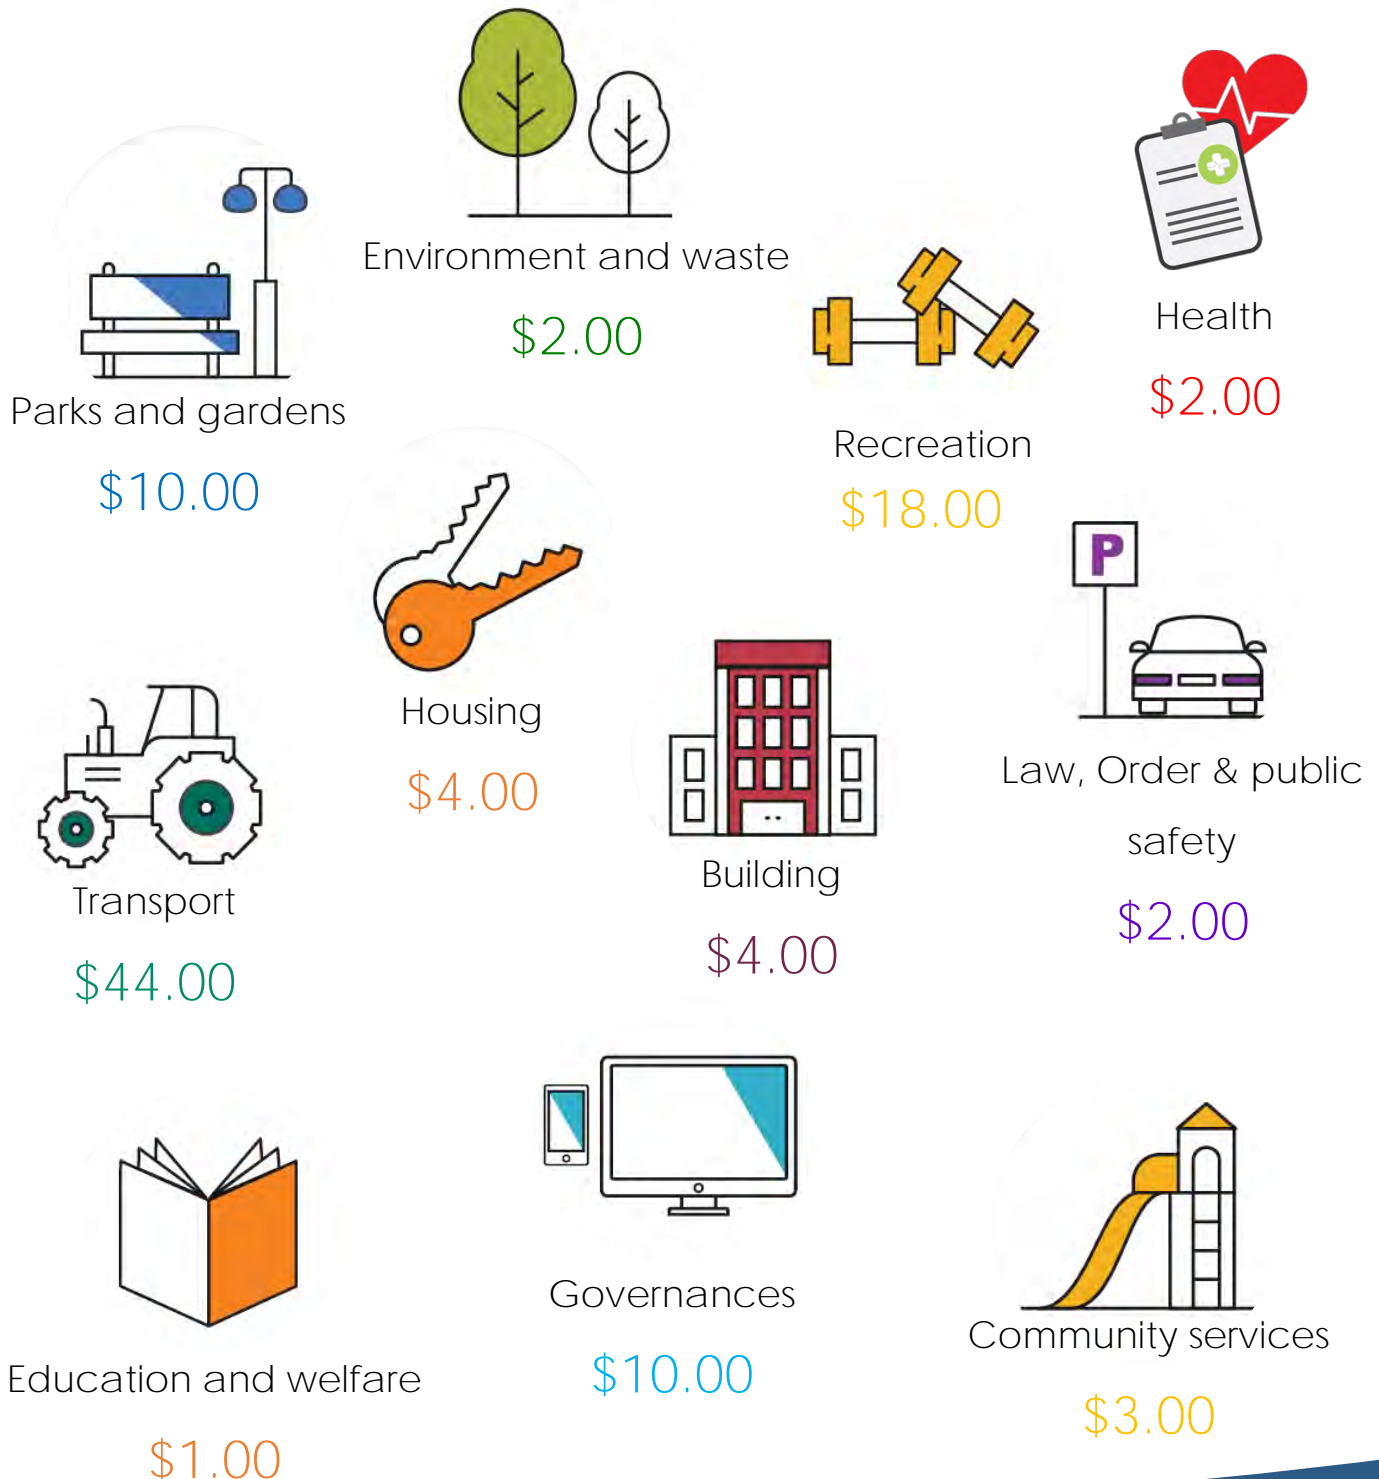 Environment and waste
$2.00
Health
$2.00
Parks and gardens
$10.00
Recreation
$18.00
P
Housing
$4.00
Law, Order & public
safety
$2.00
Building
$4.00
Transport
$44.00
Governances
$10.00
Community services
$3.00
Education and welfare
$1.00